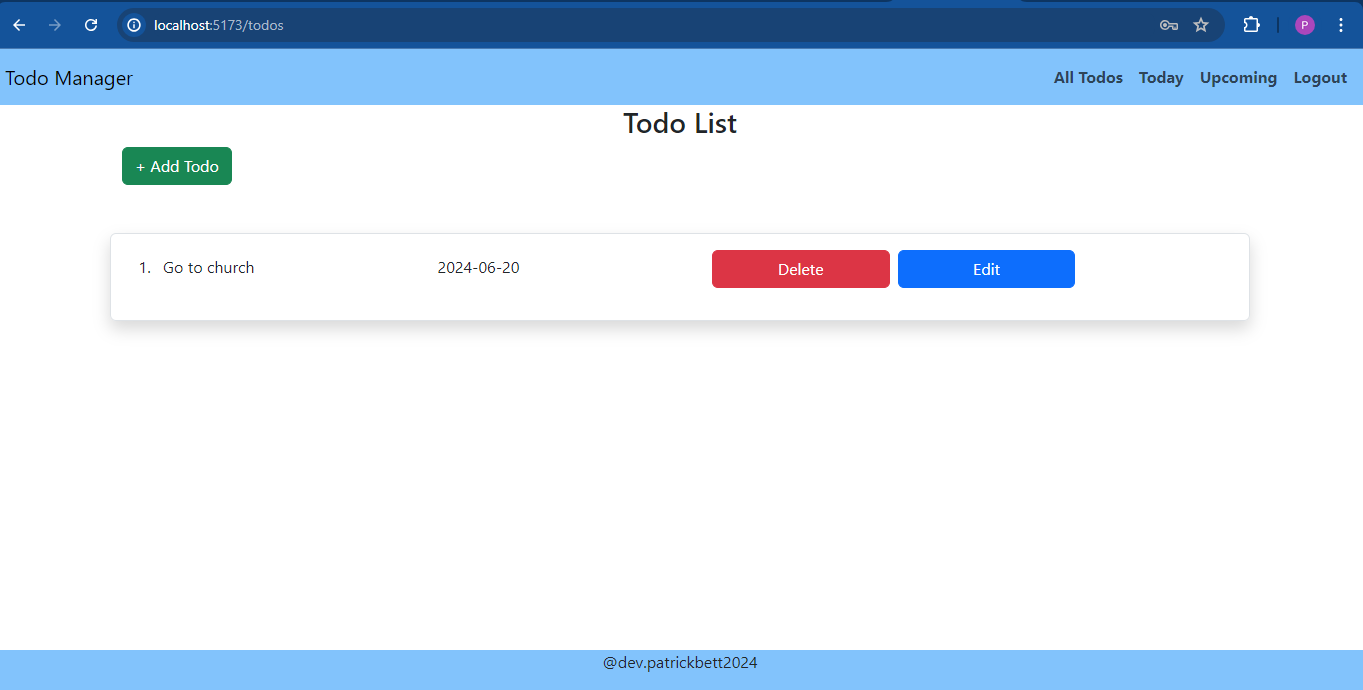 localhost:5173/todos
P
Todo Manager
All Todos Today Upcoming Logout
Todo List
+ Add Todo
1. Go to church 2024-06-20 Delete Edit
@dev.patrickbett2024